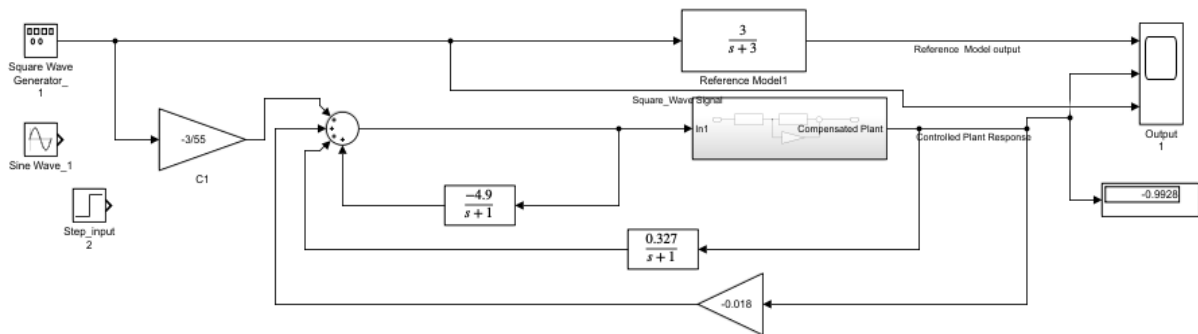 3
s + 3
Reference Model output
Square Wave
Generator_
1
Reference Model1
Square_Wave Signal
-3/55
In1
Compensated Plant
Controlled Plant Response
Output
1
Sine Wave_1
C1
-4.9
s + 1
-0.9928
Step_input
2
0.327
s + 1
-0.018